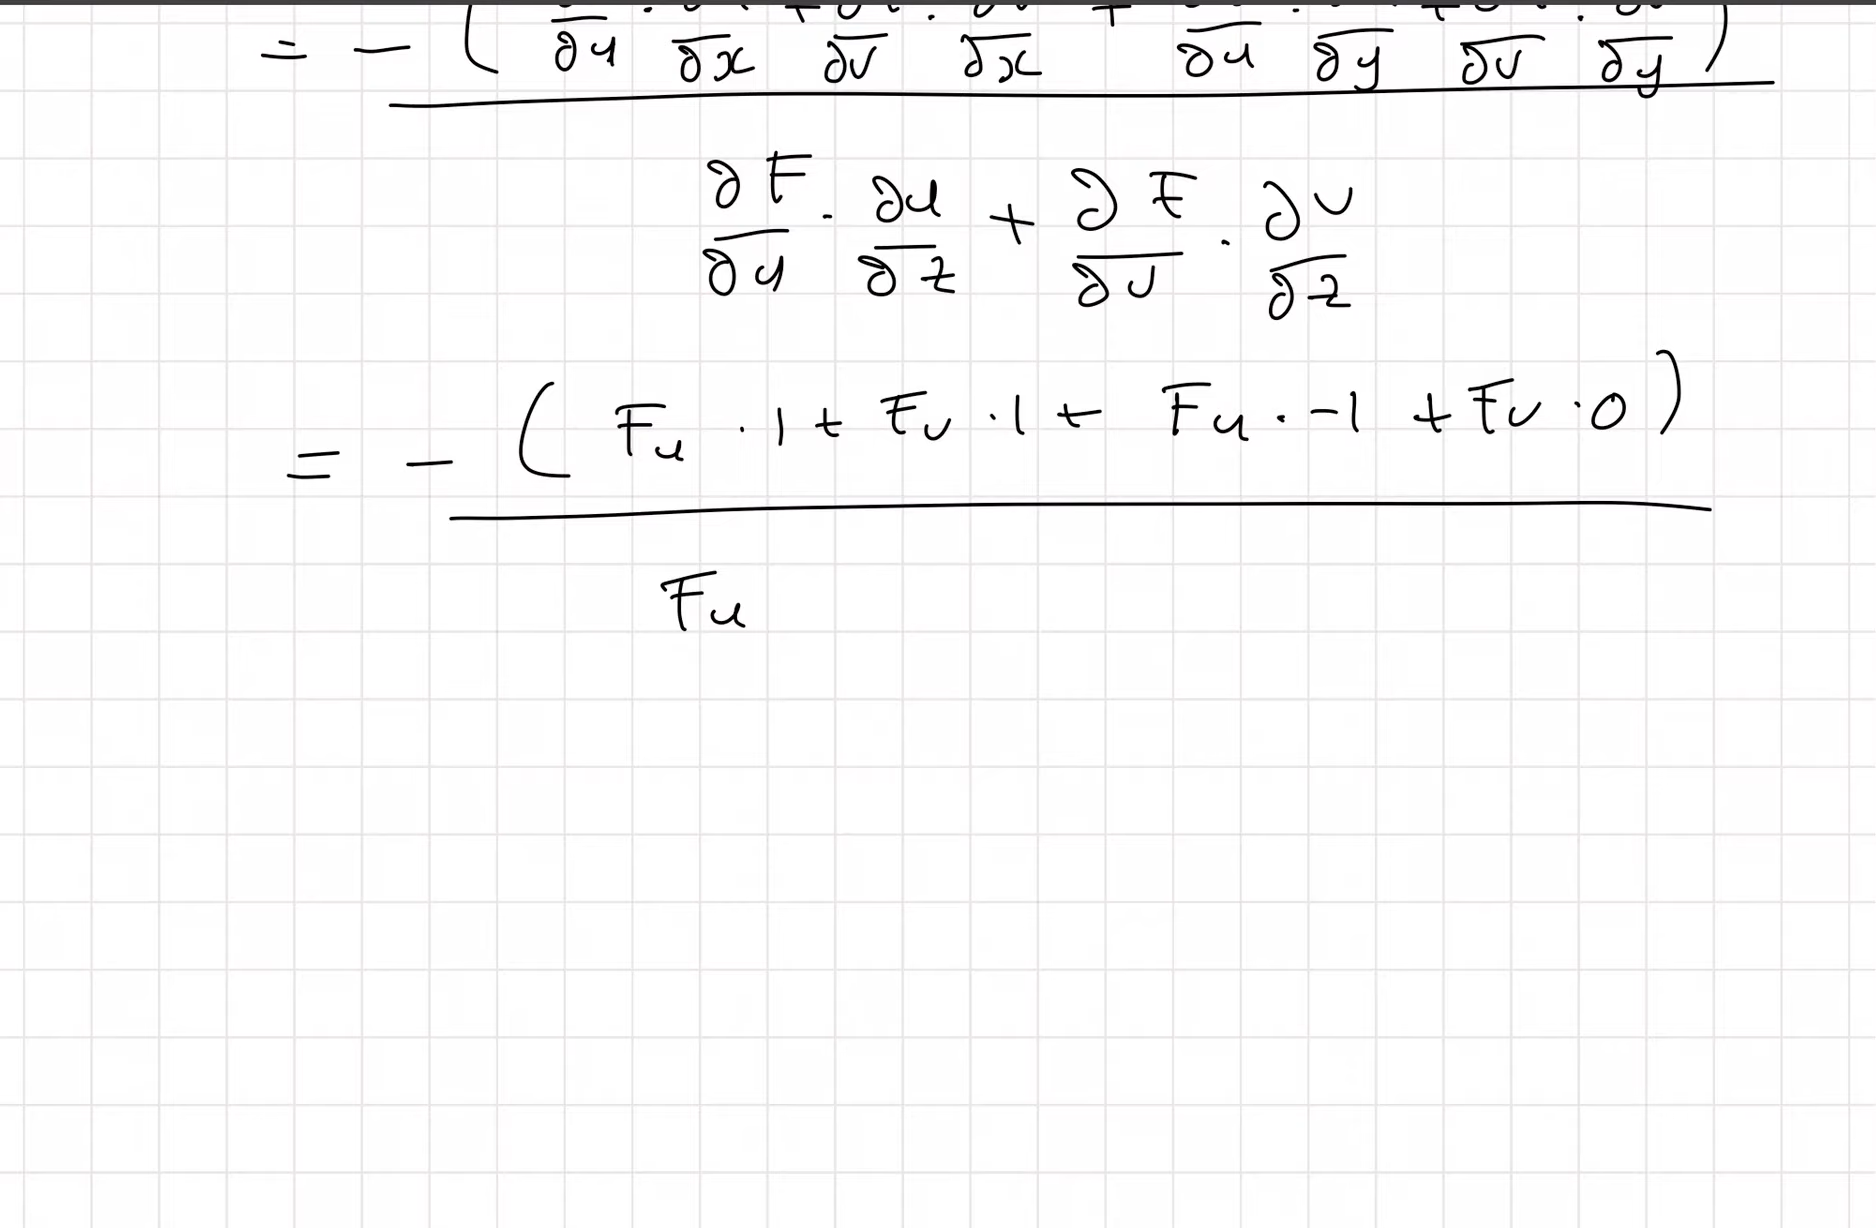 = - ( ∂u ∂x ∂v ∂x + ∂u ∂y ∂v ∂y )
∂F/∂u · ∂u/∂z + ∂F/∂v · ∂v/∂z
= - ( Fu · 1 + Fv · 1 + Fu · -1 + Fv · 0 )
Fu